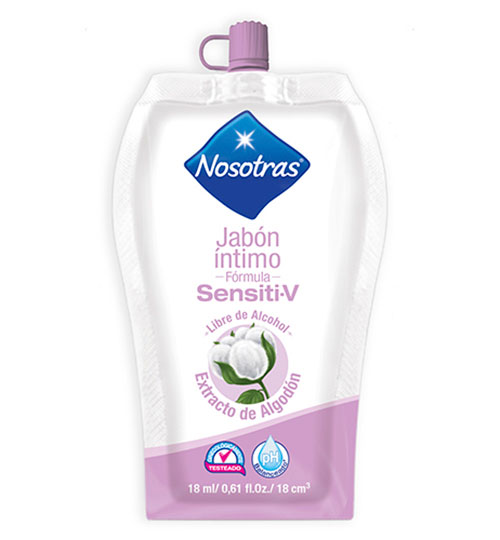 Nosotras®
Jabón
íntimo
Fórmula
Sensiti-V
Libre de Alcohol
Extracto de Algodón
TESTEADO
pH
Balanceador
18 ml/ 0,61 fl.Oz./ 18 cm³